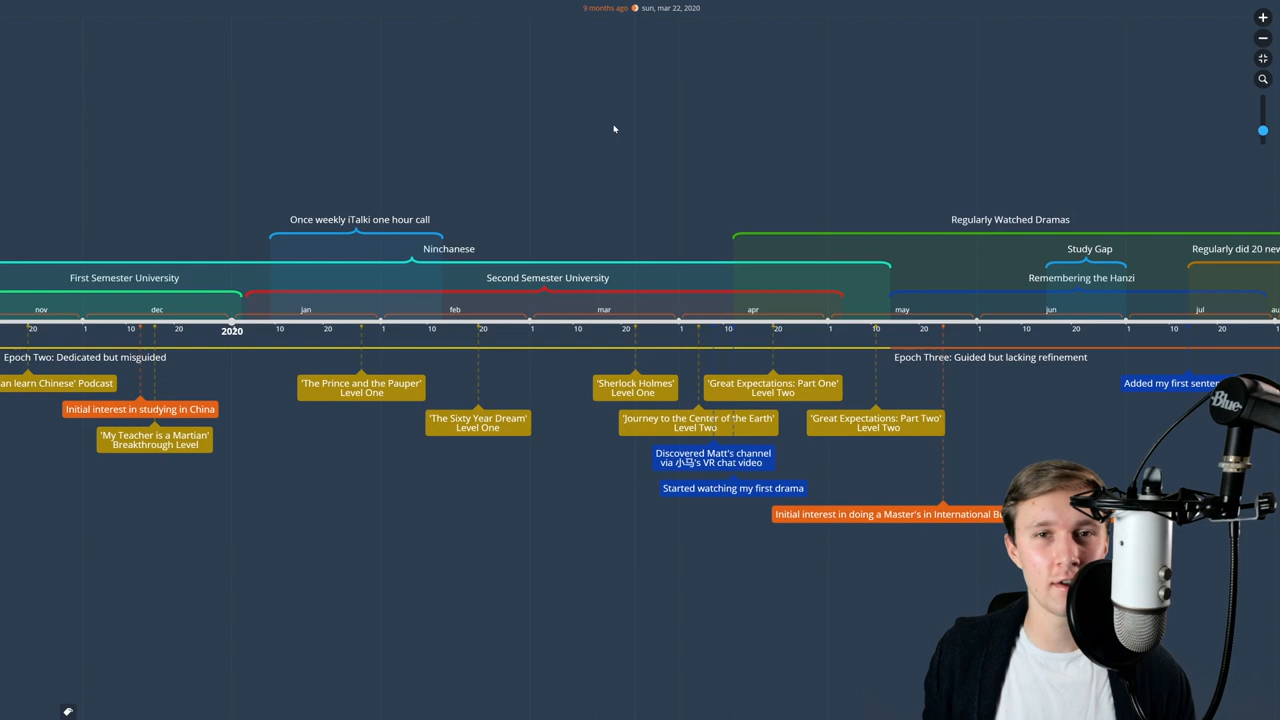 9 months ago sun, mar 22, 2020
Once weekly iTalki one hour call
Regularly Watched Dramas
Ninchanese
Study Gap
Regularly did 20 new
First Semester University
Second Semester University
Remembering the Hanzi
nov dec jan feb mar apr may jun jul au
20 1 10 20 2020 10 20 1 10 20 1 10 20 1 10 20 1 10 20 1 10 20 1 10 20 1
Epoch Two: Dedicated but misguided
Epoch Three: Guided but lacking refinement
an learn Chinese' Podcast
'The Prince and the Pauper'
Level One
'Sherlock Holmes'
Level One
'Great Expectations: Part One'
Level Two
Added my first senten
Initial interest in studying in China
'The Sixty Year Dream'
Level One
'Journey to the Center of the Earth'
Level Two
'Great Expectations: Part Two'
Level Two
'My Teacher is a Martian'
Breakthrough Level
Discovered Matt's channel
via 小马's VR chat video
Started watching my first drama
Initial interest in doing a Master's in International Bu
Blue